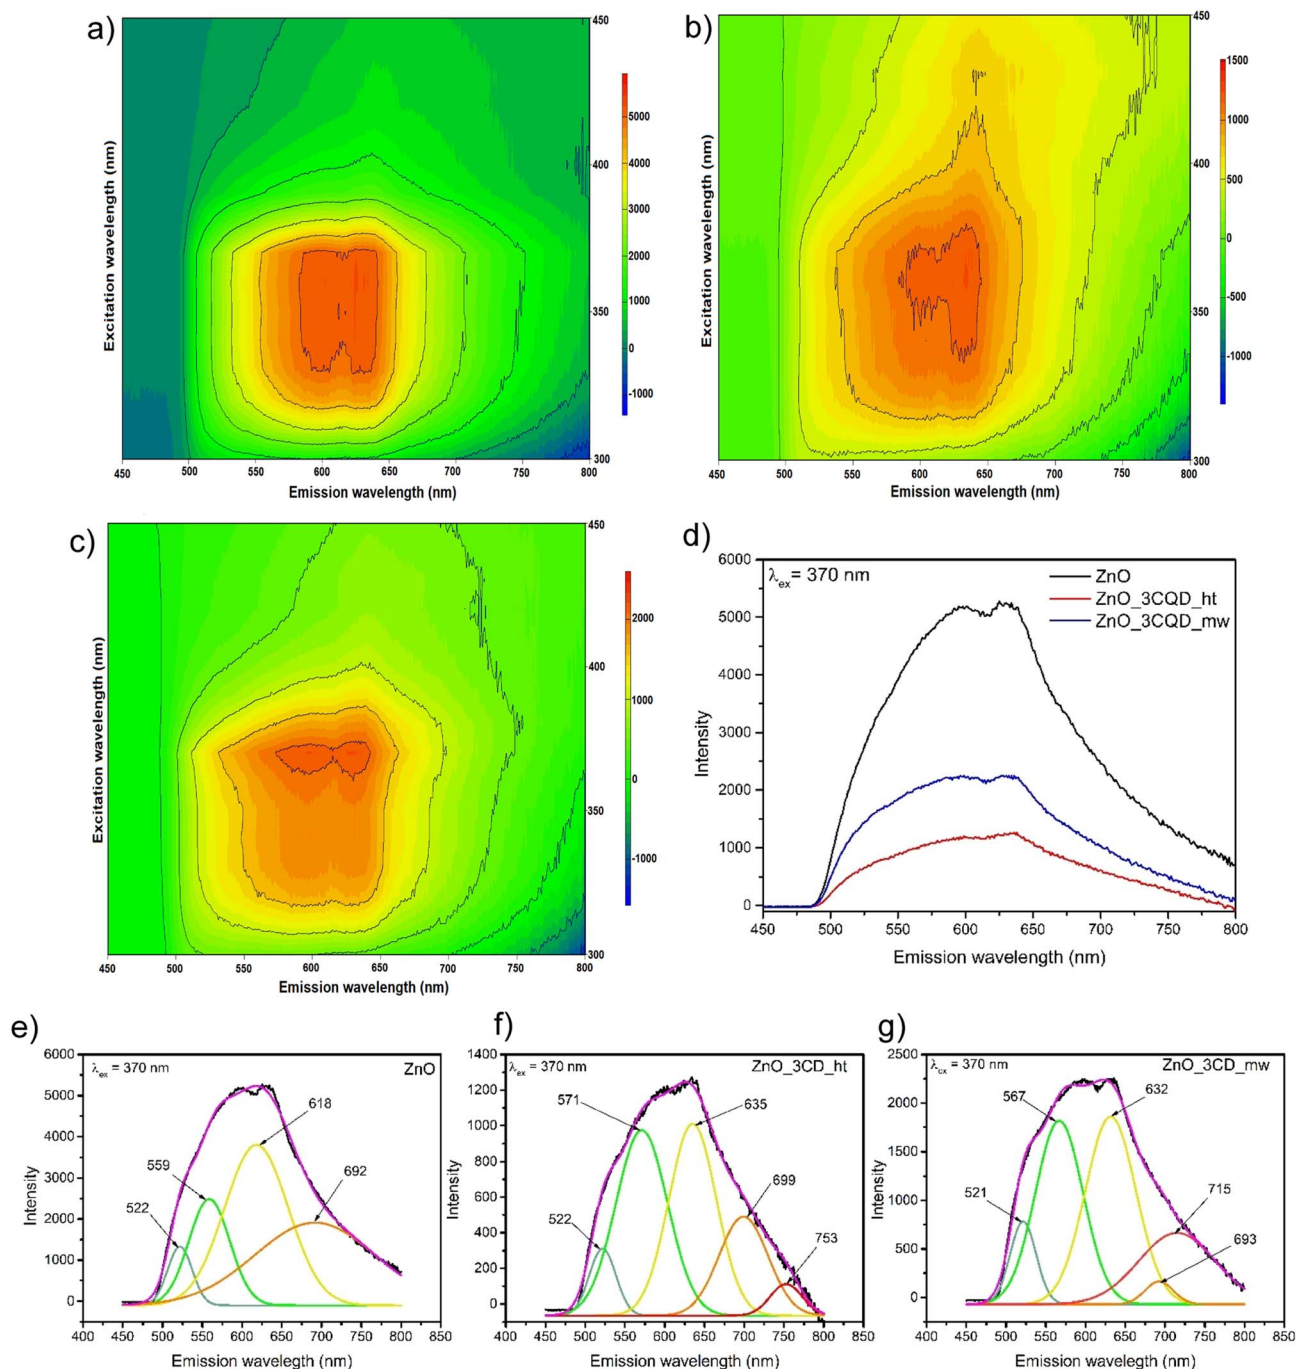 a)
450
400
350
300
Excitation wavelength (nm)
450 500 550 600 650 700 750 800
Emission wavelength (nm)
5000
4000
3000
2000
1000
0
-1000
b)
450
400
350
300
Excitation wavelength (nm)
450 500 550 600 650 700 750 800
Emission wavelength (nm)
1500
1000
500
0
-500
-1000
c)
450
400
350
300
Excitation wavelength (nm)
450 500 550 600 650 700 750 800
Emission wavelength (nm)
2000
1000
0
-1000
d)
λex= 370 nm
ZnO
ZnO_3CQD_ht
ZnO_3CQD_mw
6000
5000
4000
3000
2000
1000
0
Intensity
450 500 550 600 650 700 750 800
Emission wavelength (nm)
e)
λex = 370 nm
ZnO
6000
5000
4000
3000
2000
1000
0
Intensity
618
559
692
522
400 450 500 550 600 650 700 750 800 850
Emission wavelegth (nm)
f)
λex = 370 nm
ZnO_3CD_ht
1400
1200
1000
800
600
400
200
0
Intensity
571
635
699
522
753
400 450 500 550 600 650 700 750 800 850
Emission wavelength (nm)
g)
λex = 370 nm
ZnO_3CD_mw
2500
2000
1500
1000
500
0
Intensity
567
632
521
715
693
400 450 500 550 600 650 700 750 800 850
Emission wavelength (nm)